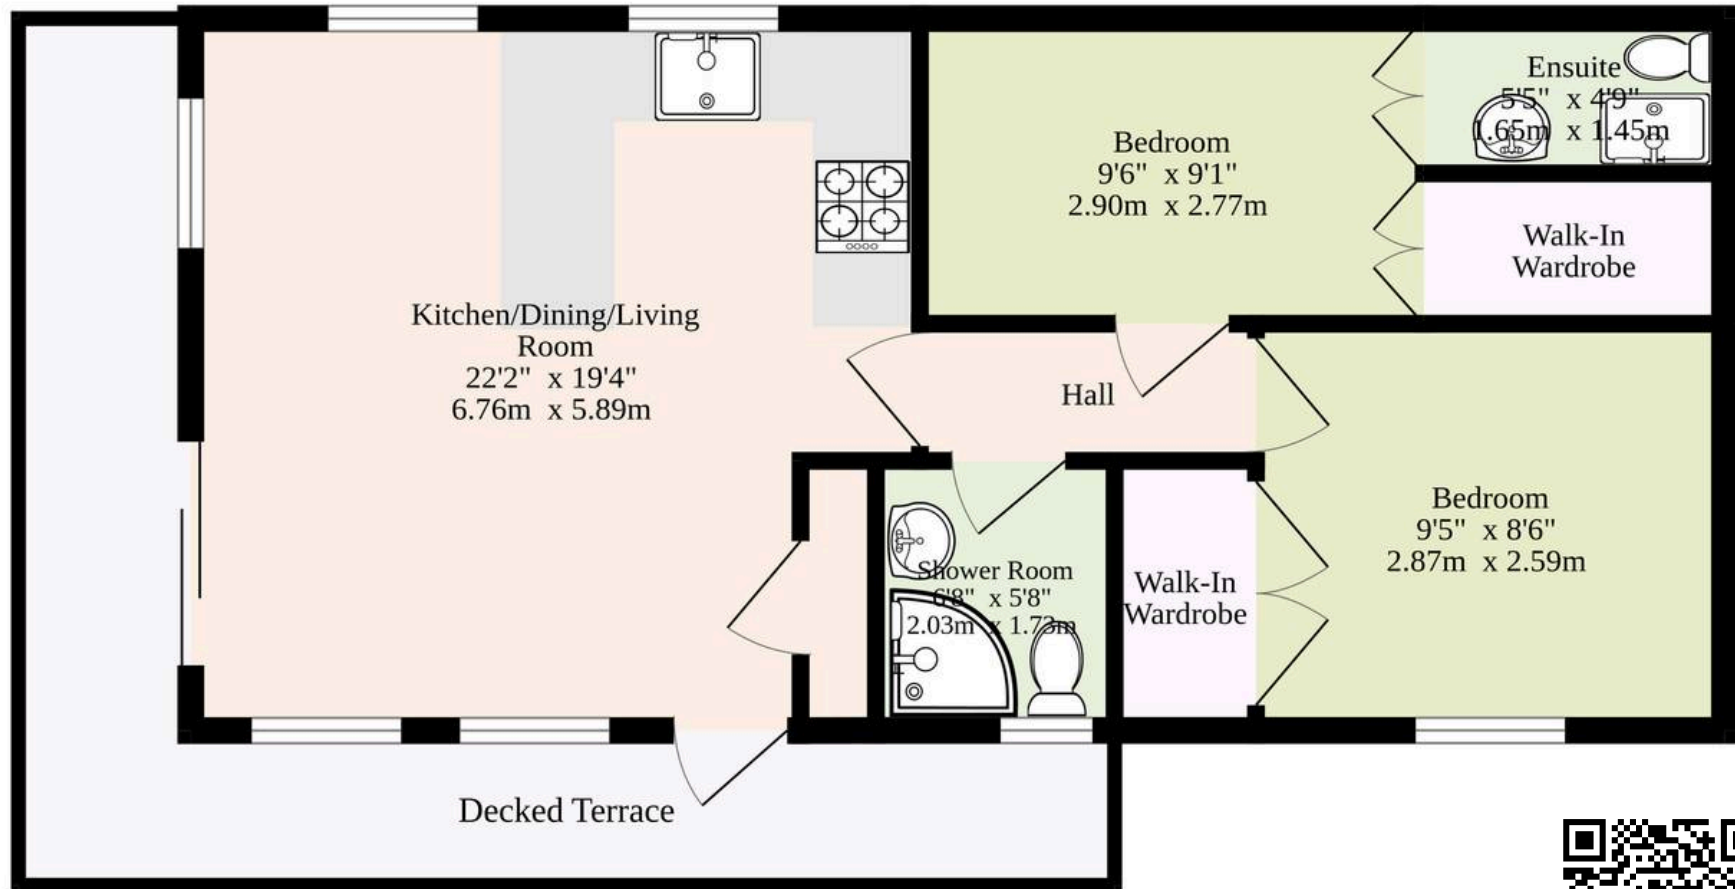 Ensuite
5'5" x 4'9"
1.65m x 1.45m
Bedroom
9'6" x 9'1"
2.90m x 2.77m
Walk-In
Wardrobe
Kitchen/Dining/Living
Room
22'2" x 19'4"
6.76m x 5.89m
Hall
Bedroom
9'5" x 8'6"
2.87m x 2.59m
Shower Room
6'8" x 5'8"
2.03m x 1.73m
Walk-In
Wardrobe
Decked Terrace